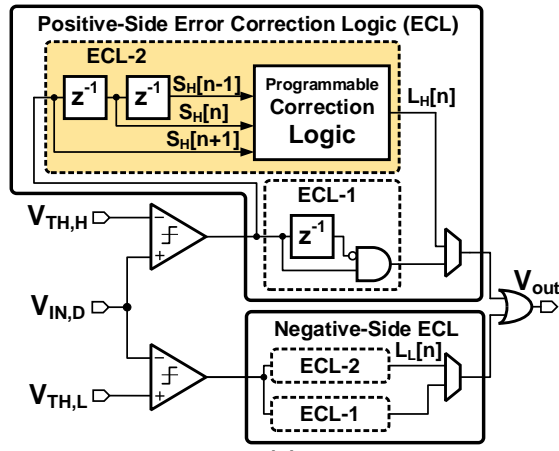 Positive-Side Error Correction Logic (ECL)
ECL-2
z-1
z-1
SH[n-1]
SH[n]
SH[n+1]
Programmable
Correction
Logic
LH[n]
ECL-1
z-1
VTH,H
VIN,D
VTH,L
−
+
−
+
Vout
Negative-Side ECL
ECL-2
LL[n]
ECL-1